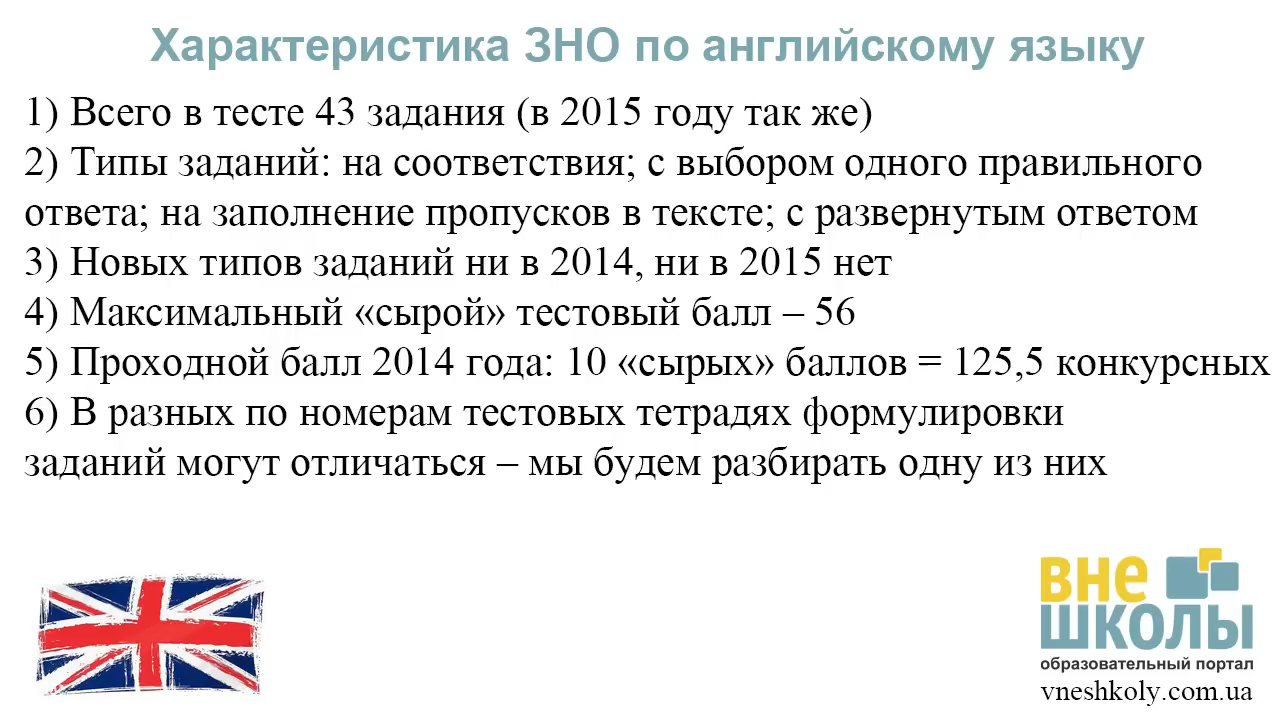 Характеристика ЗНО по английскому языку
1) Всего в тесте 43 задания (в 2015 году так же)
2) Типы заданий: на соответствия; с выбором одного правильного
ответа; на заполнение пропусков в тексте; с развернутым ответом
3) Новых типов заданий ни в 2014, ни в 2015 нет
4) Максимальный «сырой» тестовый балл – 56
5) Проходной балл 2014 года: 10 «сырых» баллов = 125,5 конкурсных
6) В разных по номерам тестовых тетрадях формулировки
заданий могут отличаться – мы будем разбирать одну из них
вне
школы
образовательный портал
vneshkoly.com.ua